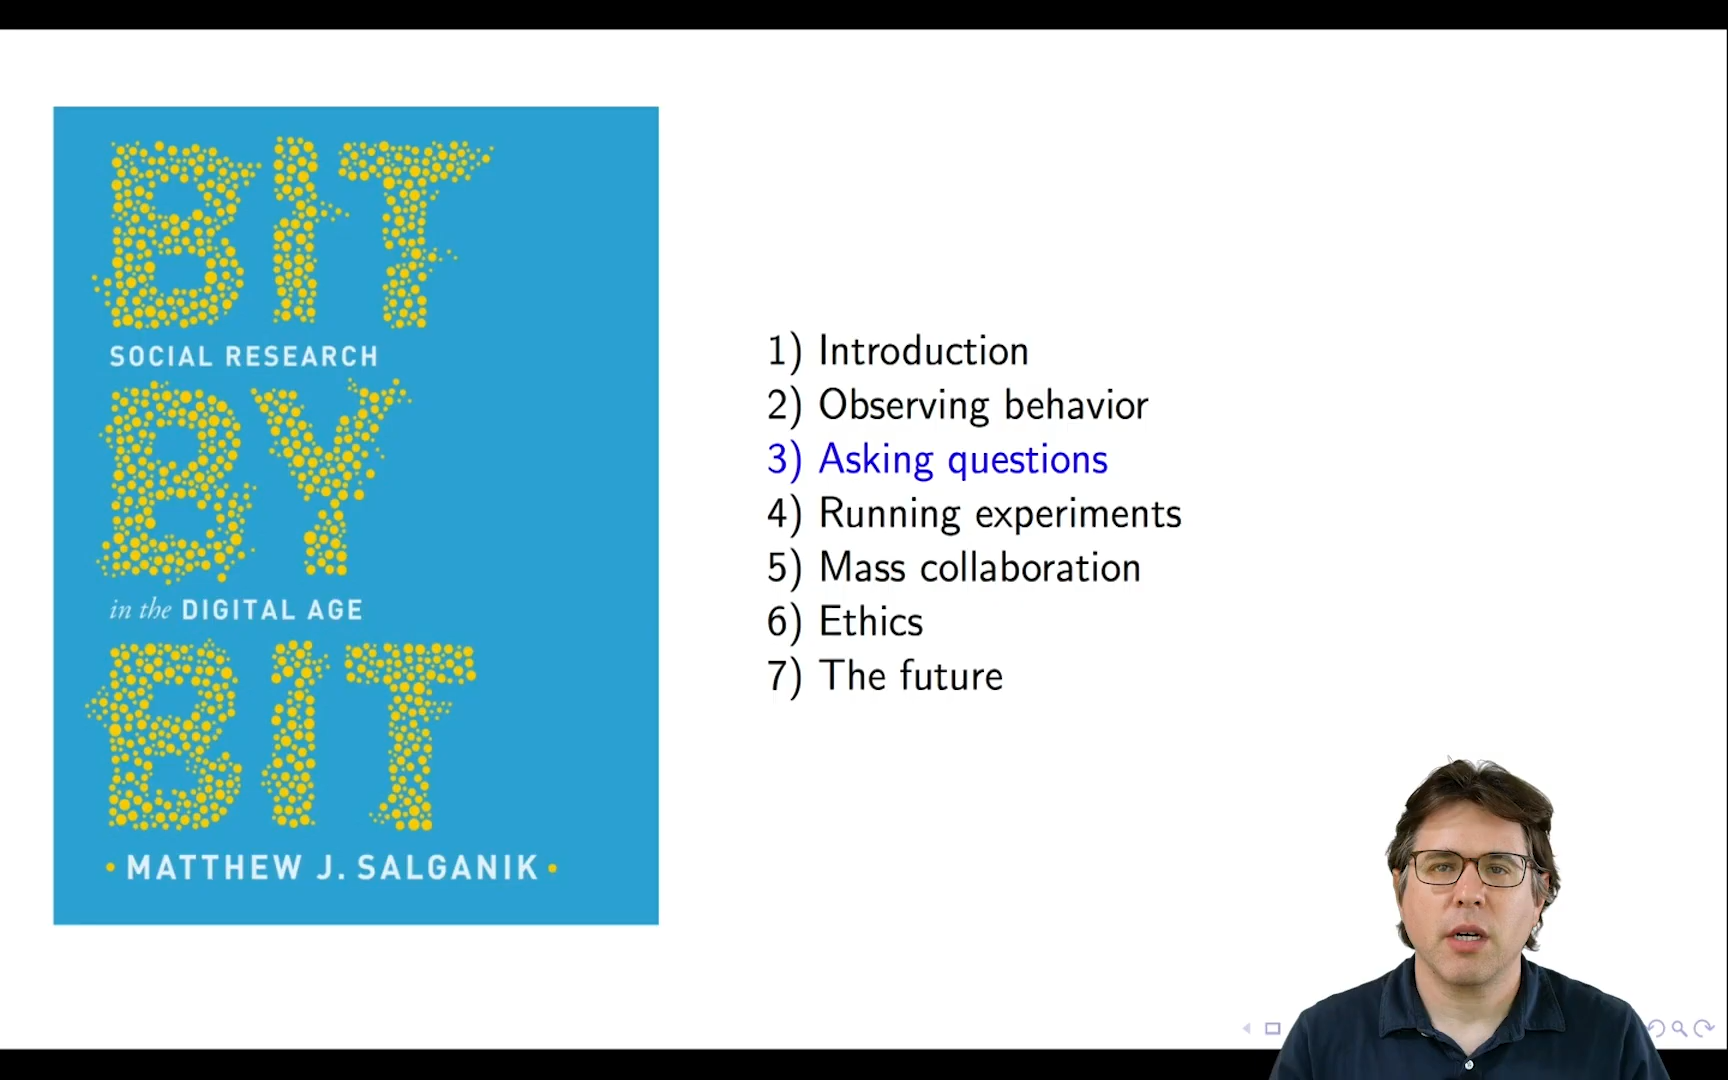 BIT
SOCIAL RESEARCH
BY
in the DIGITAL AGE
BIT
• MATTHEW J. SALGANIK •
1) Introduction
2) Observing behavior
3) Asking questions
4) Running experiments
5) Mass collaboration
6) Ethics
7) The future